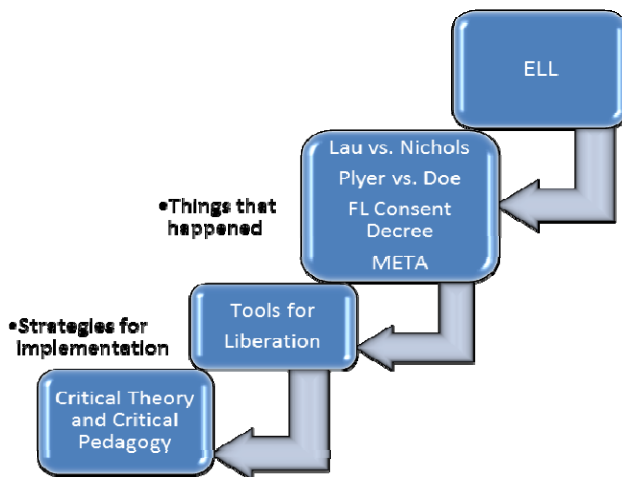 ELL
Lau vs. Nichols
Plyer vs. Doe
FL Consent
Decree
META
•Things that
happened
Tools for
Liberation
•Strategies for
implementation
Critical Theory
and Critical
Pedagogy